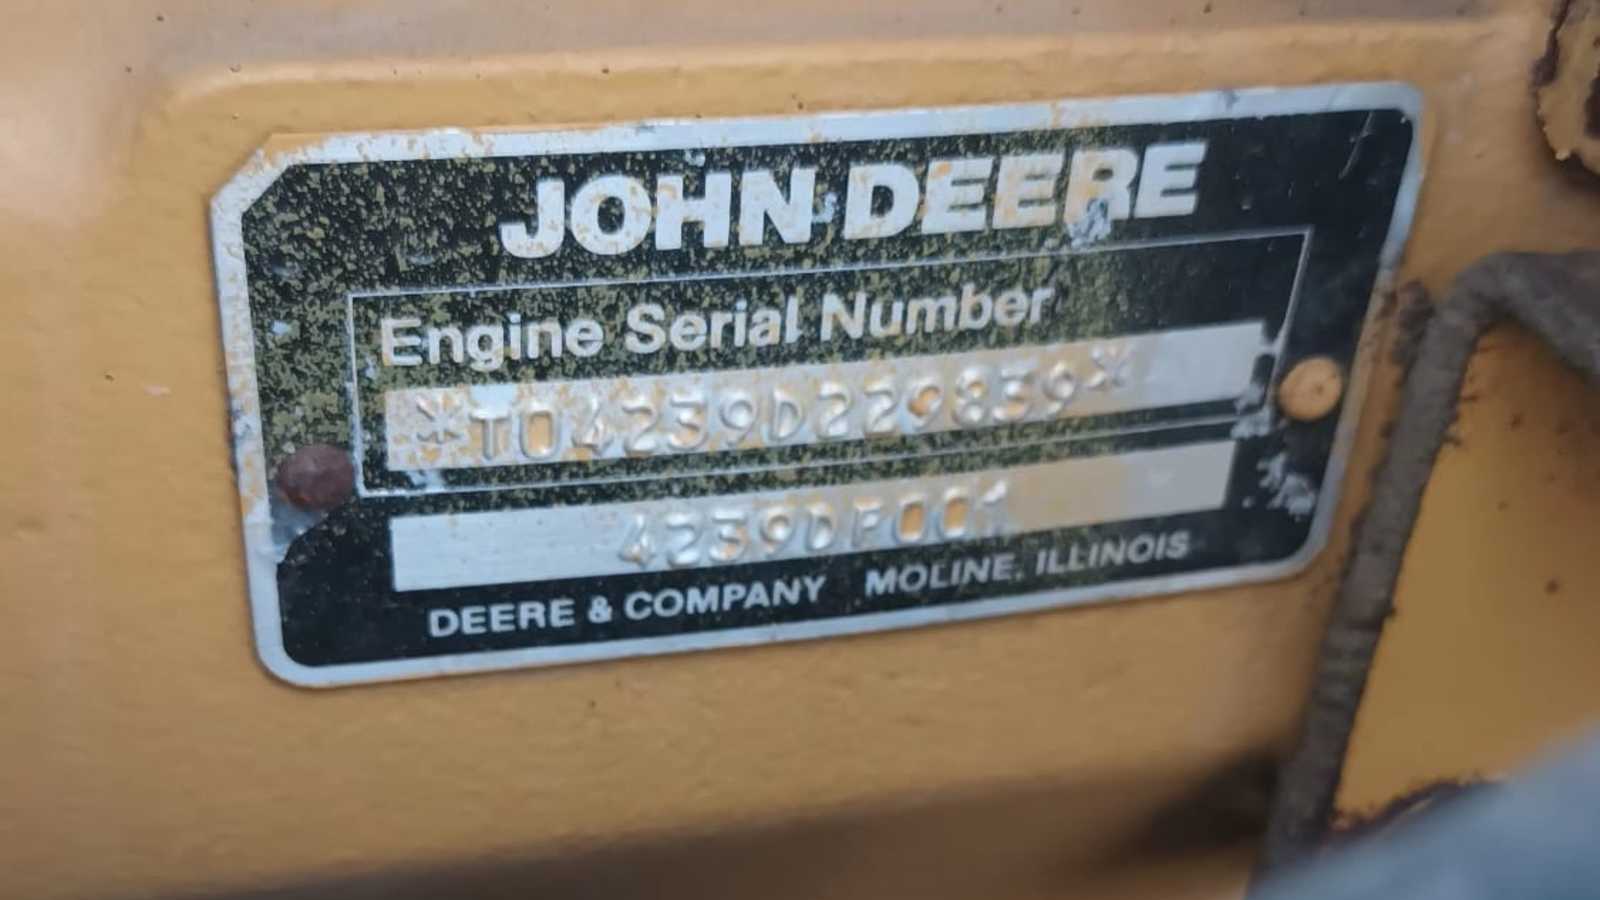 JOHN DEERE
Engine Serial Number
*T04239D229839*
4239DF001
DEERE & COMPANY MOLINE, ILLINOIS